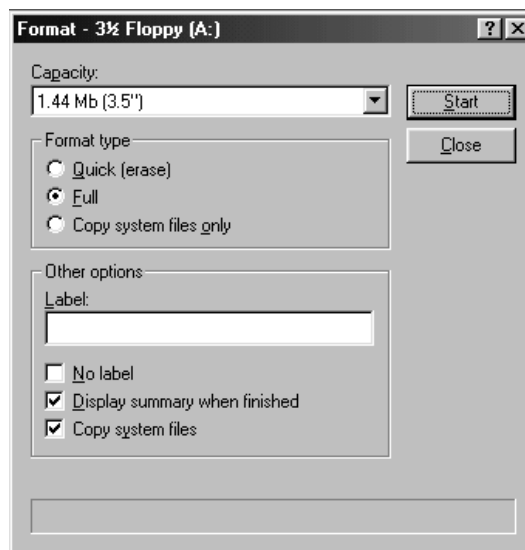 Format - 3½ Floppy (A:)
Capacity:
1.44 Mb (3.5")
Start
Close
Format type
Quick (erase)
Full
Copy system files only
Other options
Label:
No label
Display summary when finished
Copy system files